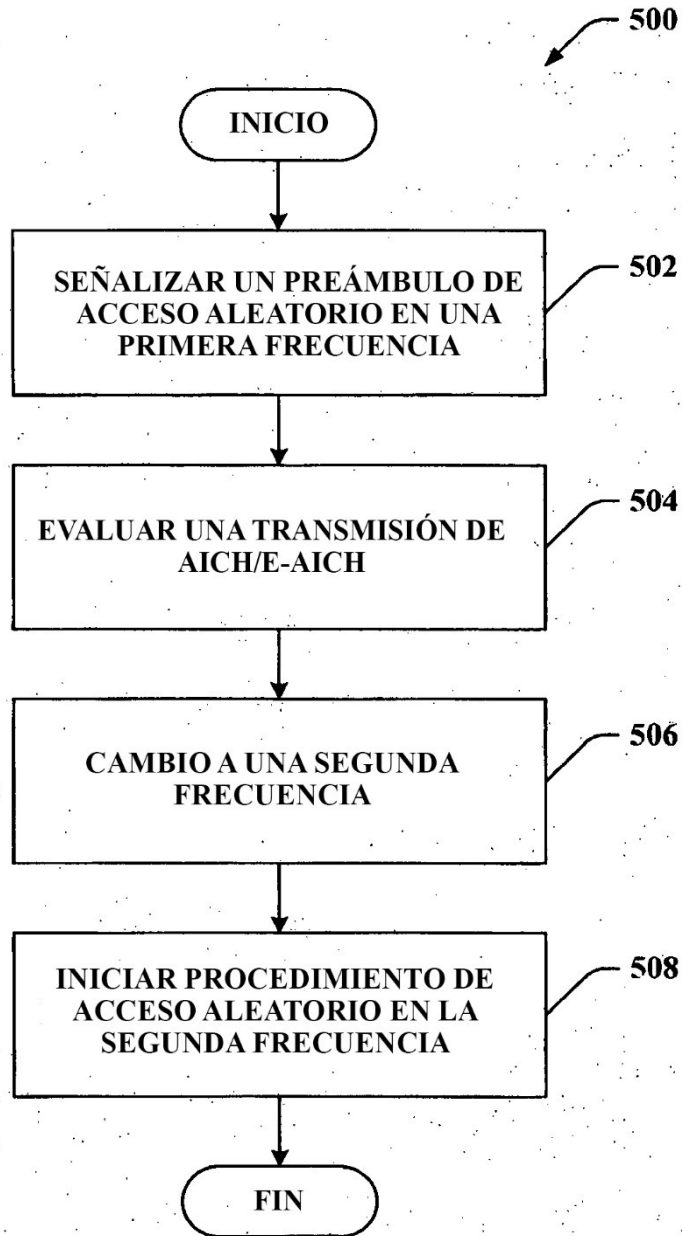 500
INICIO
SEÑALIZAR UN PREÁMBULO DE
ACCESO ALEATORIO EN UNA
PRIMERA FRECUENCIA
502
EVALUAR UNA TRANSMISIÓN DE
AICH/E-AICH
504
CAMBIO A UNA SEGUNDA
FRECUENCIA
506
INICIAR PROCEDIMIENTO DE
ACCESO ALEATORIO EN LA
SEGUNDA FRECUENCIA
508
FIN